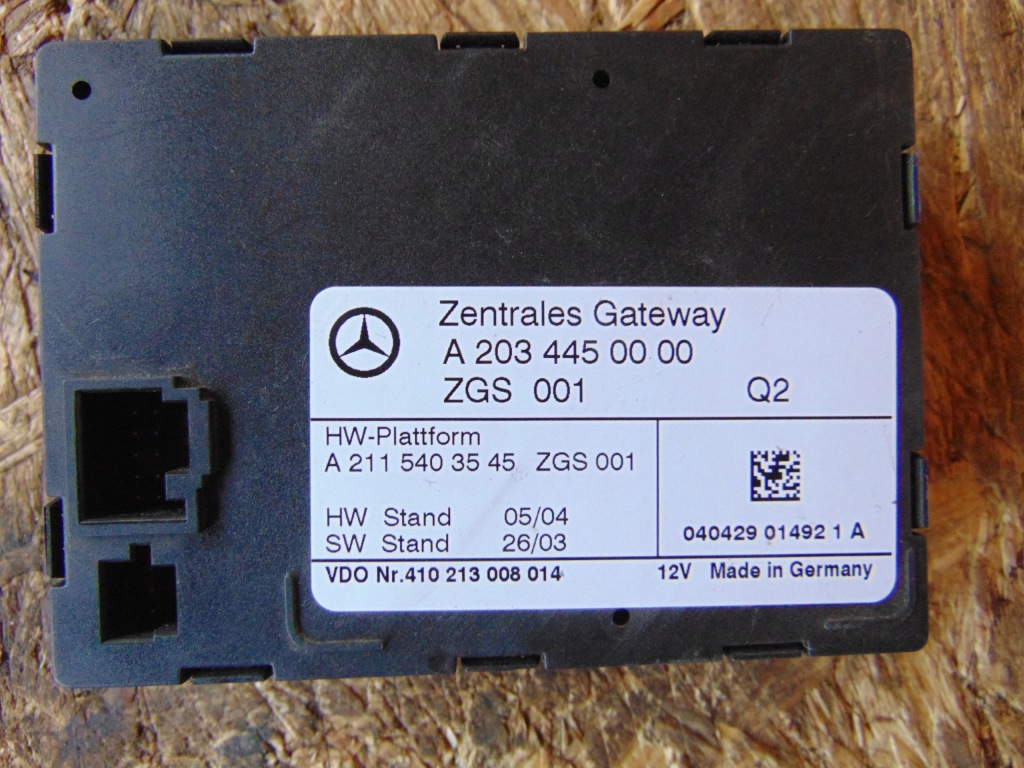 Zentrales Gateway
A 203 445 00 00
ZGS 001 Q2
HW-Plattform
A 211 540 35 45 ZGS 001
HW Stand 05/04
SW Stand 26/03
040429 01492 1 A
VDO Nr.410 213 008 014 12V Made in Germany